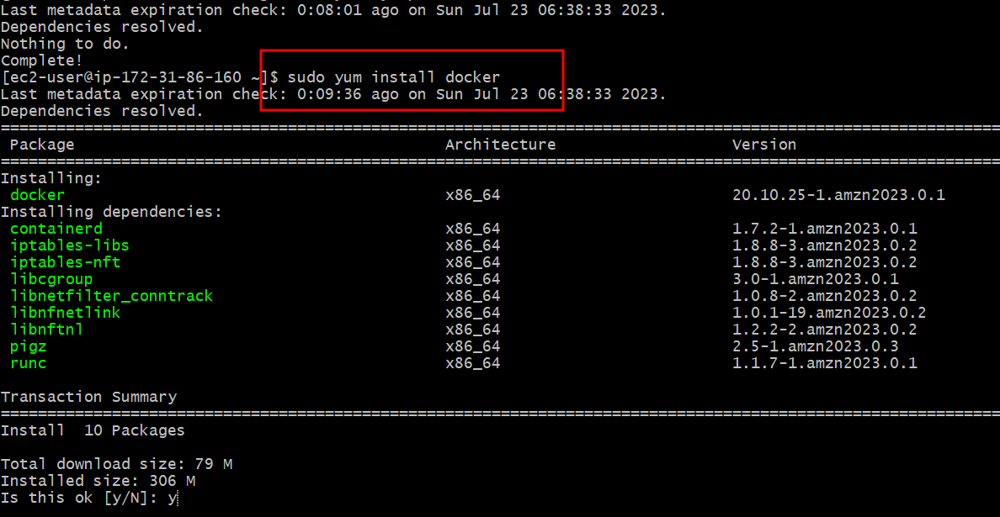 Last metadata expiration check: 0:08:01 ago on Sun Jul 23 06:38:33 2023.
Dependencies resolved.
Nothing to do.
Complete!
[ec2-user@ip-172-31-86-160 ~]$ sudo yum install docker
Last metadata expiration check: 0:09:36 ago on Sun Jul 23 06:38:33 2023.
Dependencies resolved.
================================================================================
Package Architecture Version
================================================================================
Installing:
docker x86_64 20.10.25-1.amzn2023.0.1
Installing dependencies:
containerd x86_64 1.7.2-1.amzn2023.0.1
iptables-libs x86_64 1.8.8-3.amzn2023.0.2
iptables-nft x86_64 1.8.8-3.amzn2023.0.2
libcgroup x86_64 3.0-1.amzn2023.0.1
libnetfilter_conntrack x86_64 1.0.8-2.amzn2023.0.2
libnfnetlink x86_64 1.0.1-19.amzn2023.0.2
libnftnl x86_64 1.2.2-2.amzn2023.0.2
pigz x86_64 2.5-1.amzn2023.0.3
runc x86_64 1.1.7-1.amzn2023.0.1
Transaction Summary
================================================================================
Install 10 Packages
Total download size: 79 M
Installed size: 306 M
Is this ok [y/N]: y